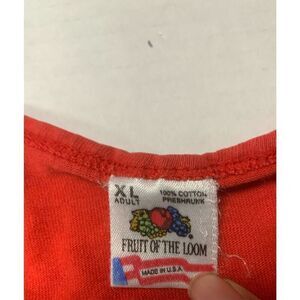 XL
ADULT
100% COTTON
PRESHRUNK
FRUIT OF THE LOOM
®
MADE IN U.S.A.